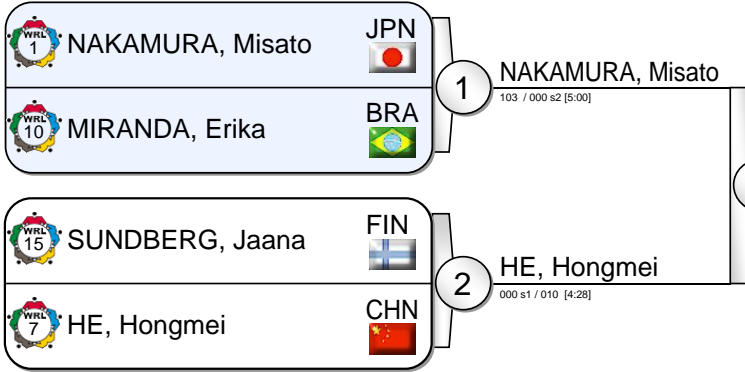 WRL 1 NAKAMURA, Misato JPN
WRL 10 MIRANDA, Erika BRA
1
NAKAMURA, Misato
103 / 000 s2 [5:00]
WRL 15 SUNDBERG, Jaana FIN
WRL 7 HE, Hongmei CHN
2
HE, Hongmei
000 s1 / 010 [4:28]